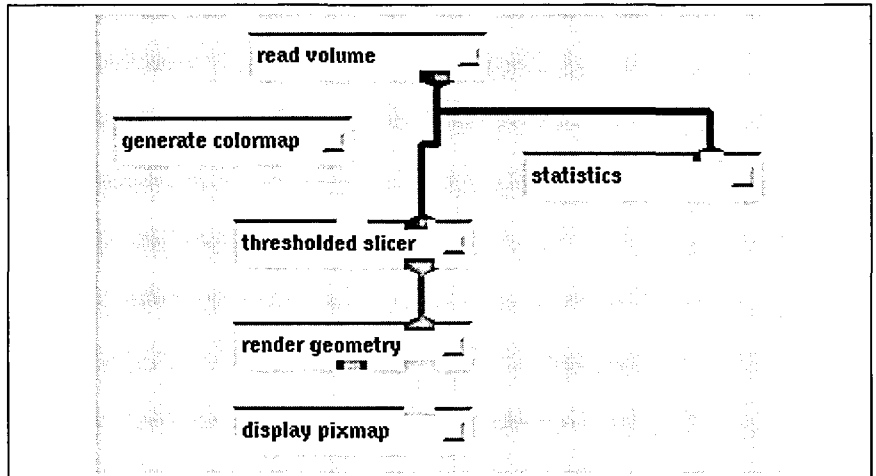 read volume
generate colormap
statistics
thresholded slicer
render geometry
display pixmap